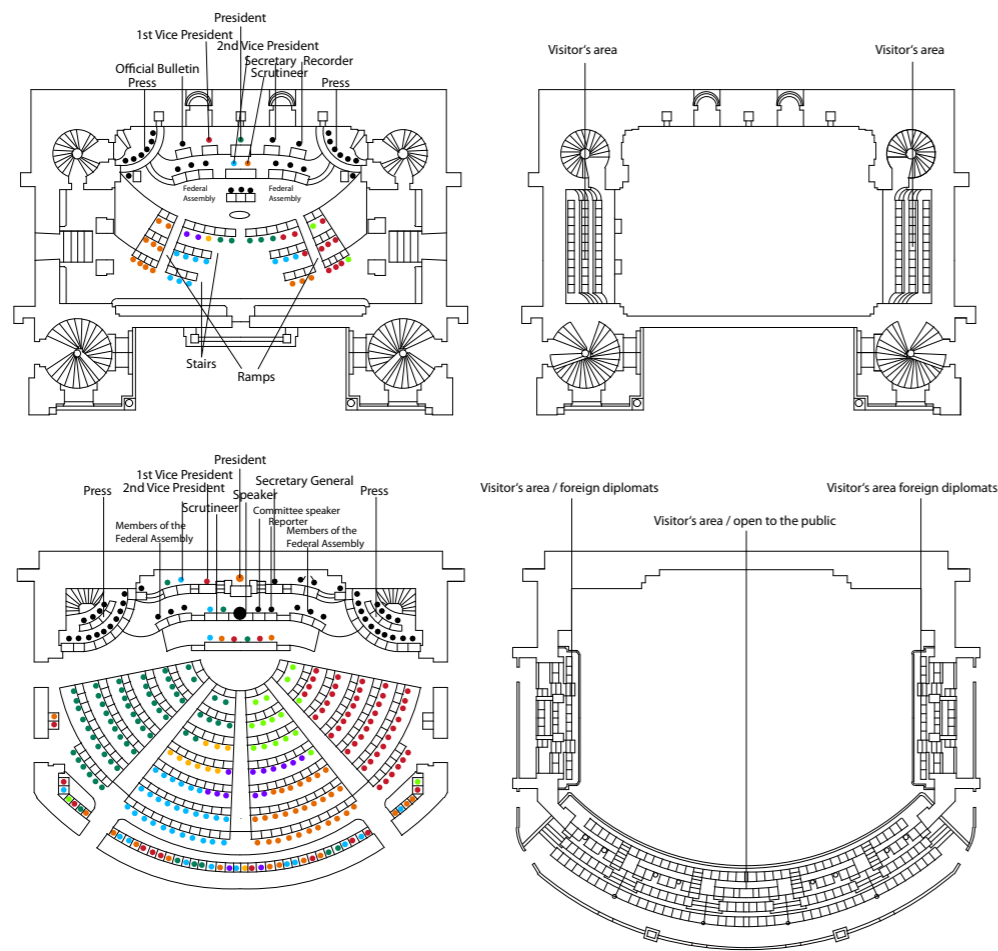 President
1st Vice President
2nd Vice President
Secretary
Recorder
Official Bulletin
Scrutineer
Press
Press
Federal
Assembly
Federal
Assembly
Stairs
Ramps
Visitor's area
Visitor's area
President
1st Vice President
Secretary General
2nd Vice President
Speaker
Press
Press
Scrutineer
Committee speaker
Reporter
Members of the
Federal Assembly
Members of the
Federal Assembly
Visitor's area / foreign diplomats
Visitor's area foreign diplomats
Visitor's area / open to the public